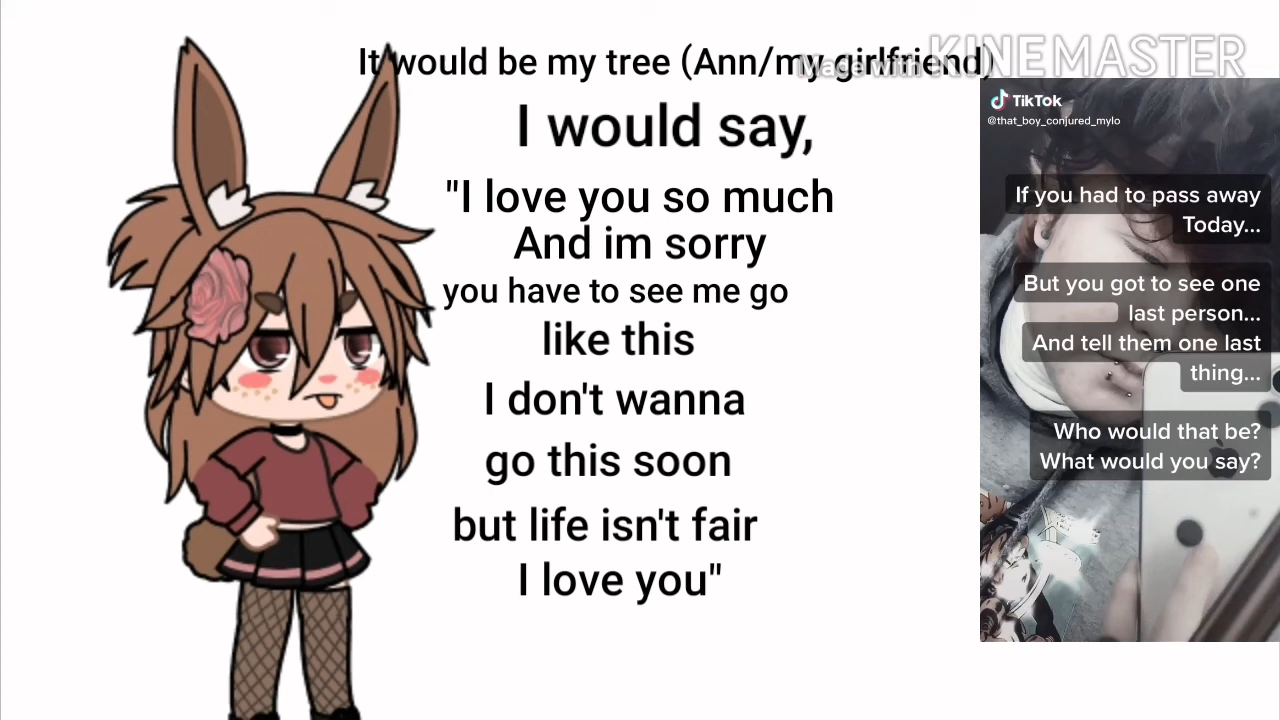 It would be my tree (Ann/my girlfriend)
Made with KINEMASTER
I would say,
"I love you so much
And im sorry
you have to see me go
like this
I don't wanna
go this soon
but life isn't fair
I love you"
TikTok
@that_boy_conjured_mylo
If you had to pass away
Today...
But you got to see one
last person...
And tell them one last
thing...
Who would that be?
What would you say?